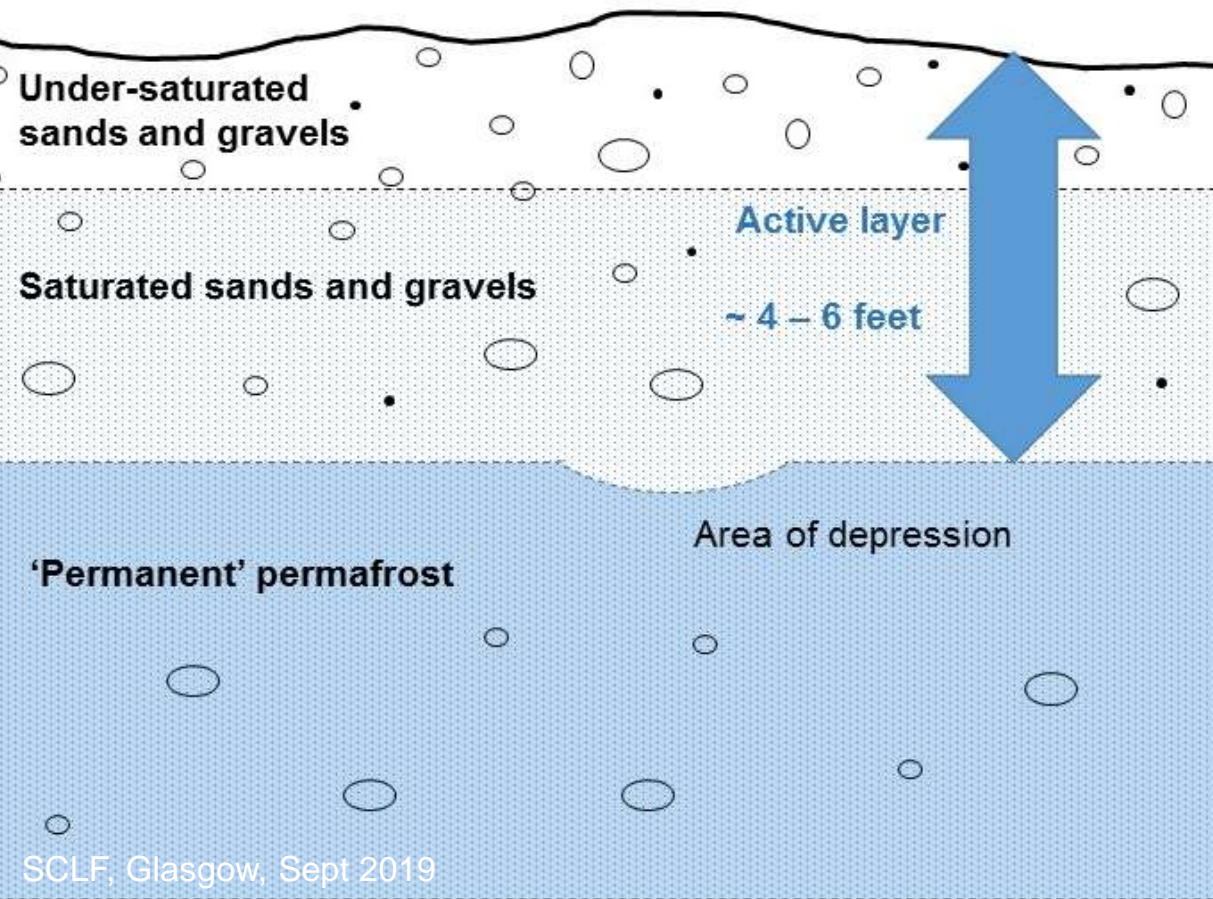 Under-saturated
sands and gravels
Active layer
Saturated sands and gravels
~ 4 – 6 feet
Area of depression
‘Permanent’ permafrost
SCLF, Glasgow, Sept 2019